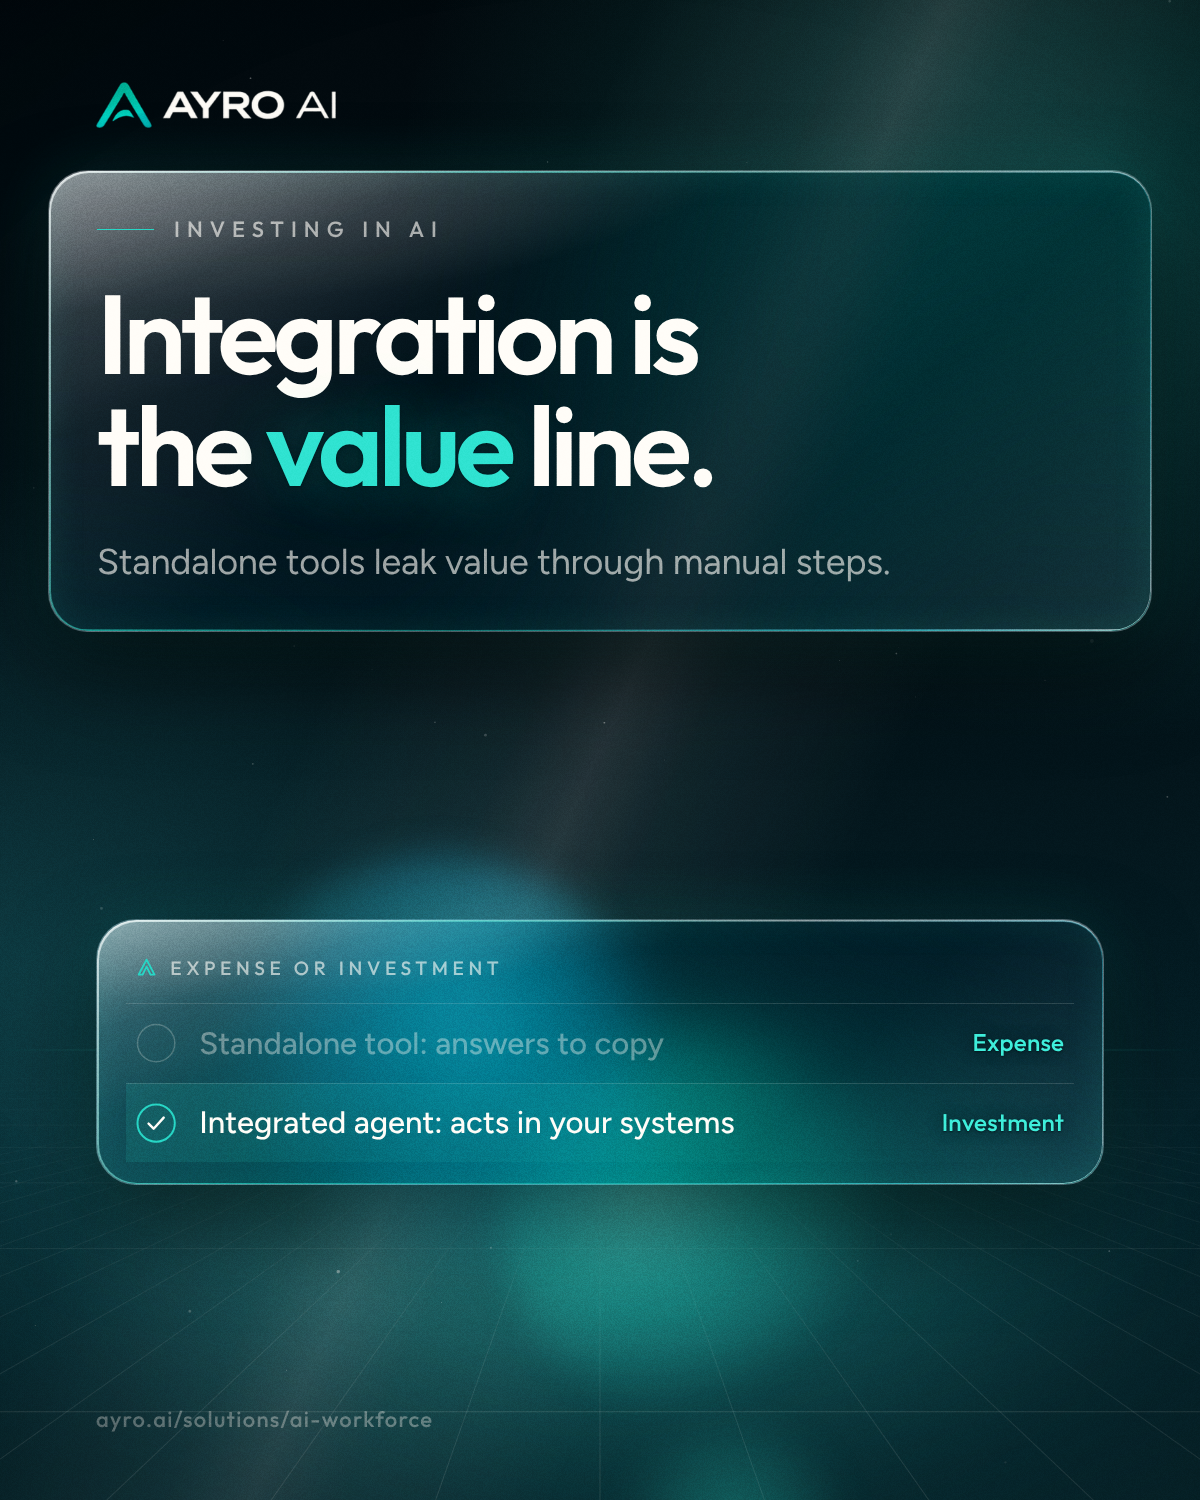 AYRO AI
INVESTING IN AI
Integration is
the value line.
Standalone tools leak value through manual steps.
EXPENSE OR INVESTMENT
Standalone tool: answers to copy
Expense
Integrated agent: acts in your systems
Investment
ayro.ai/solutions/ai-workforce